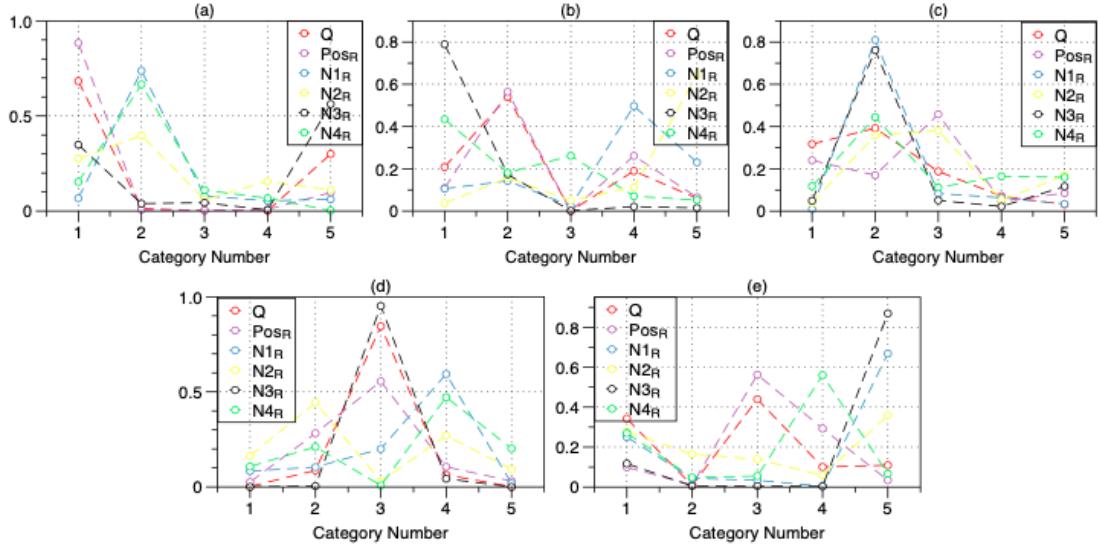 (a)
1.0
0.5
0
Q
PosR
N1R
N2R
N3R
N4R
1 2 3 4 5
Category Number
(b)
0.8
0.6
0.4
0.2
0
Q
PosR
N1R
N2R
N3R
N4R
1 2 3 4 5
Category Number
(c)
0.8
0.6
0.4
0.2
0
Q
PosR
N1R
N2R
N3R
N4R
1 2 3 4 5
Category Number
(d)
1.0
0.5
0
Q
PosR
N1R
N2R
N3R
N4R
1 2 3 4 5
Category Number
(e)
0.8
0.6
0.4
0.2
0
Q
PosR
N1R
N2R
N3R
N4R
1 2 3 4 5
Category Number